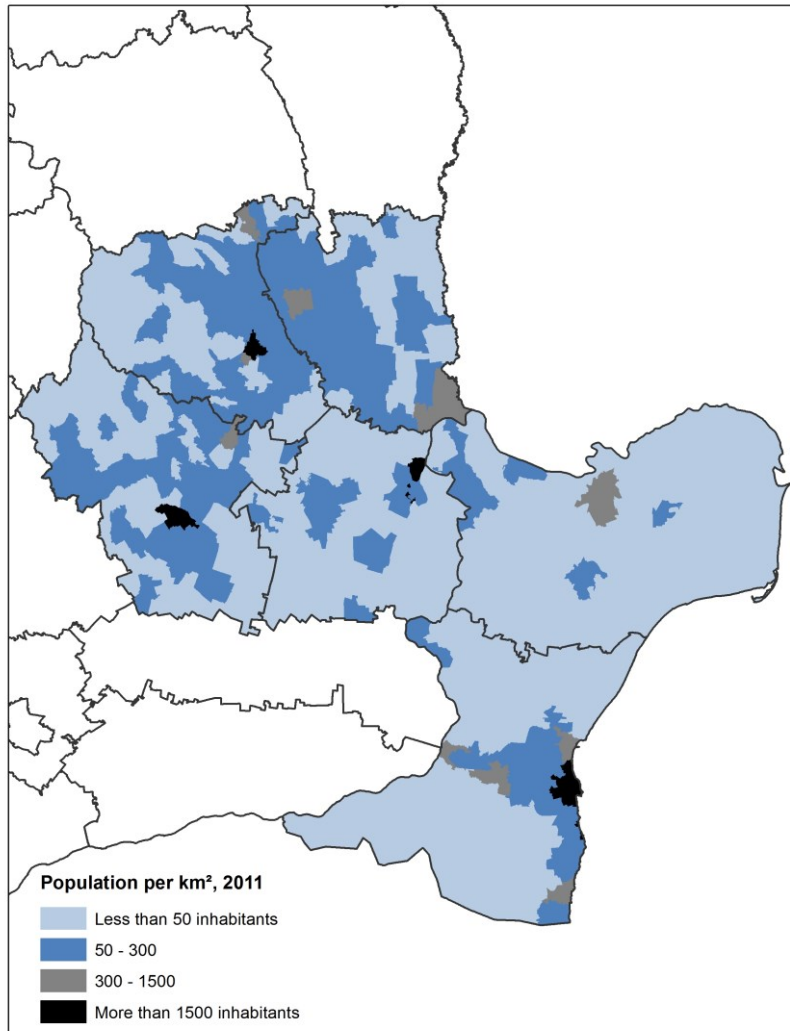 Population per km², 2011
Less than 50 inhabitants
50 - 300
300 - 1500
More than 1500 inhabitants